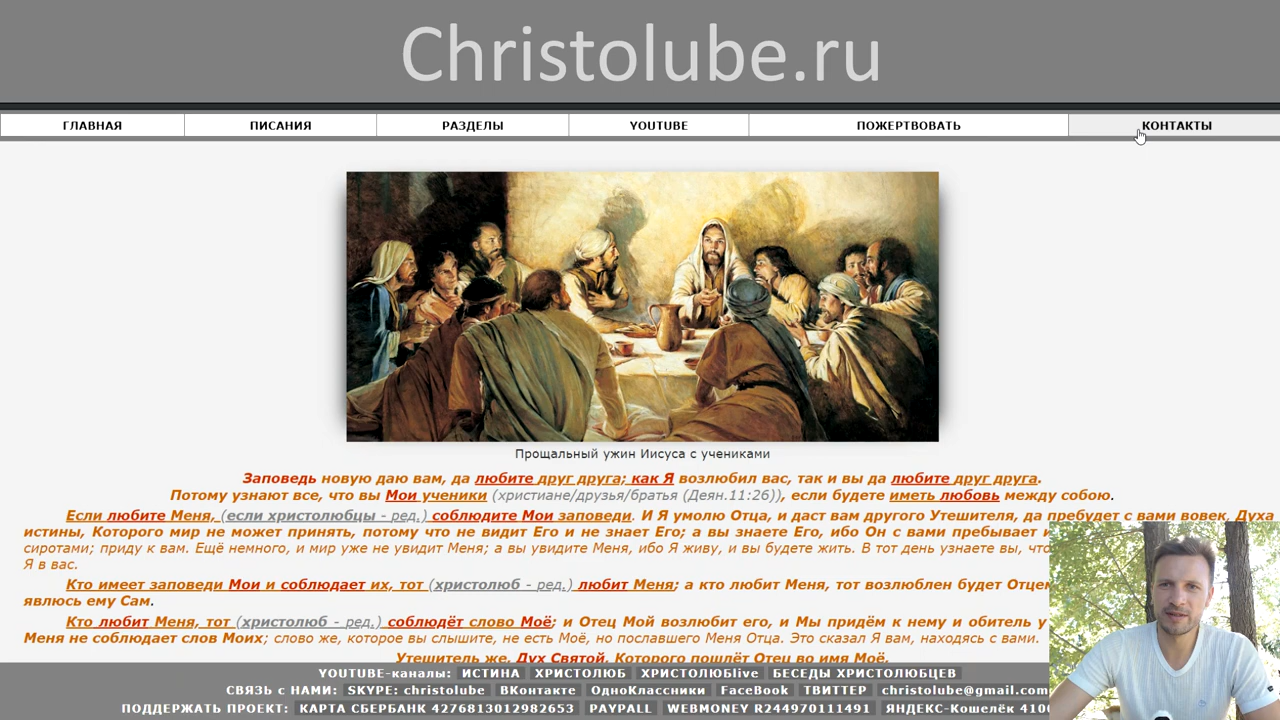 Christolube.ru
ГЛАВНАЯ ПИСАНИЯ РАЗДЕЛЫ YOUTUBE ПОЖЕРТВОВАТЬ КОНТАКТЫ
Прощальный ужин Иисуса с учениками
Заповедь новую даю вам, да любите друг друга; как Я возлюбил вас, так и вы да любите друг друга.
Потому узнают все, что вы Мои ученики (христиане/друзья/братья (Деян.11:26)), если будете иметь любовь между собою.
Если любите Меня, (если христолюбцы - ред.) соблюдите Мои заповеди. И Я умолю Отца, и даст вам другого Утешителя, да пребудет с вами вовек, Духа
истины, Которого мир не может принять, потому что не видит Его и не знает Его; а вы знаете Его, ибо Он с вами пребывает и
сиротами; приду к вам. Ещё немного, и мир уже не увидит Меня; а вы увидите Меня, ибо Я живу, и вы будете жить. В тот день узнаете вы, что
Я в вас.
Кто имеет заповеди Мои и соблюдает их, тот (христолюб - ред.) любит Меня; а кто любит Меня, тот возлюблен будет Отцем
явлюсь ему Сам.
Кто любит Меня, тот (христолюб - ред.) соблюдёт слово Моё; и Отец Мой возлюбит его, и Мы придём к нему и обитель у
Меня не соблюдает слов Моих; слово же, которое вы слышите, не есть Моё, но пославшего Меня Отца. Это сказал Я вам, находясь с вами.
Утешитель же, Дух Святой, Которого пошлёт Отец во имя Моё,
YOUTUBE-каналы: ИСТИНА ХРИСТОЛЮБ ХРИСТОЛЮБlive БЕСЕДЫ ХРИСТОЛЮБЦЕВ
СВЯЗЬ с НАМИ: SKYPE: christolube ВКонтакте ОдноКлассники FaceBook ТВИТТЕР christolube@gmail.com
ПОДДЕРЖАТЬ ПРОЕКТ: КАРТА СБЕРБАНК 4276813012982653 PAYPALL WEBMONEY R244970111491 ЯНДЕКС-Кошелёк 4100